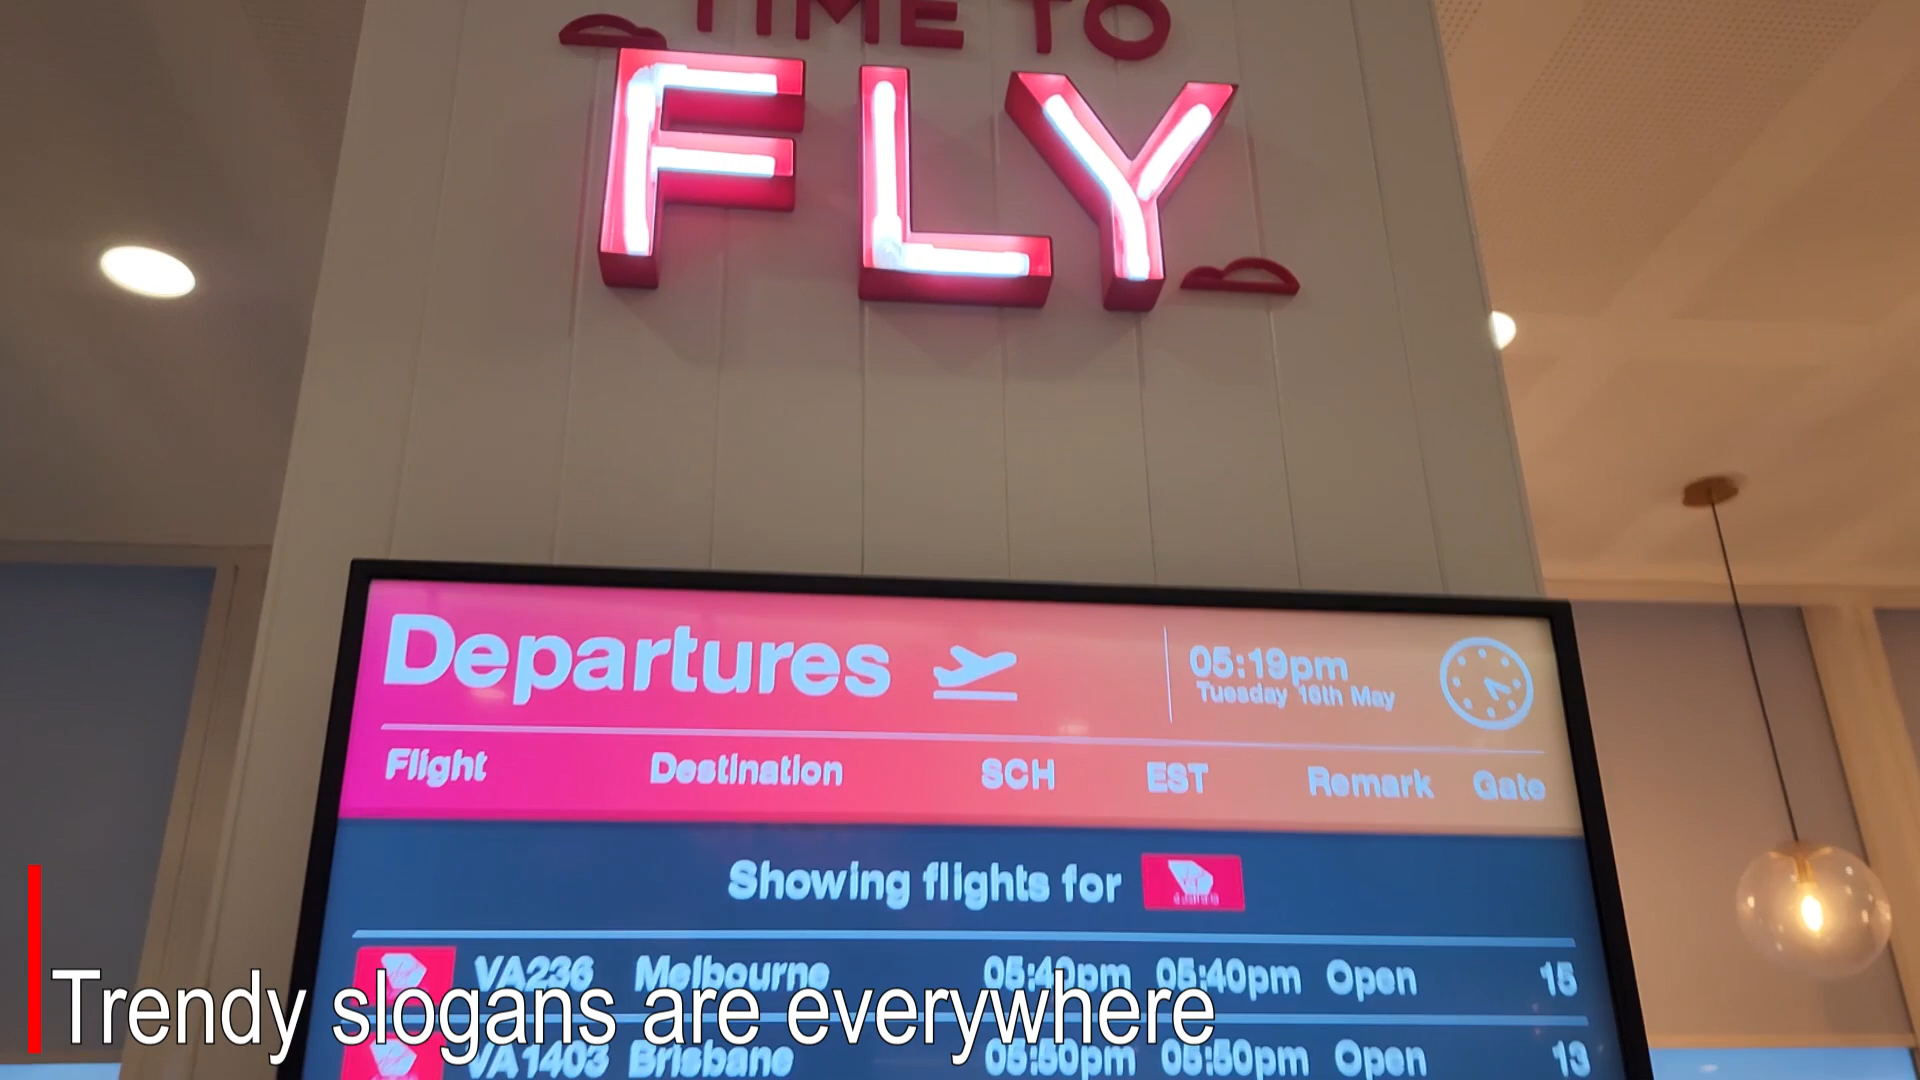 TIME TO
FLY
Departures
05:19pm
Tuesday 16th May
Flight Destination SCH EST Remark Gate
Showing flights for
VA236 Melbourne 05:40pm 05:40pm Open 15
VA1403 Brisbane 05:50pm 05:50pm Open 13
Trendy slogans are everywhere